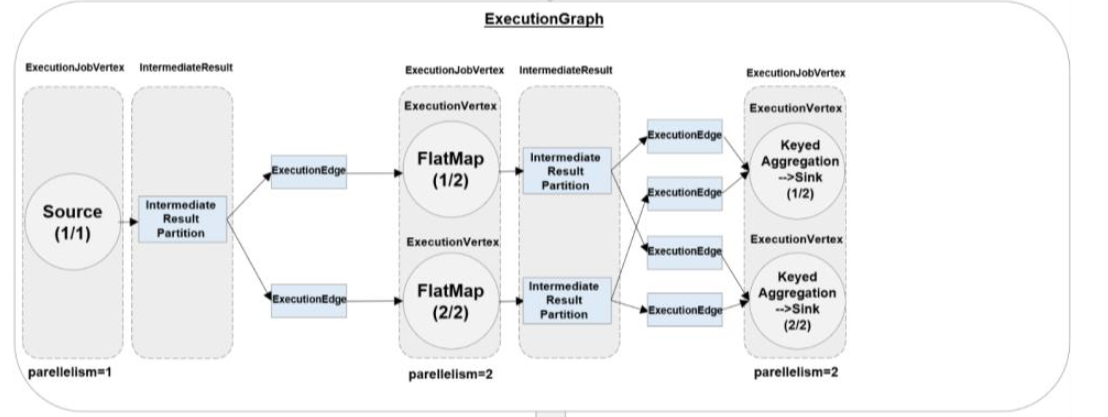 ExecutionGraph
ExecutionJobVertex
IntermediateResult
Source
(1/1)
Intermediate
Result
Partition
parellelism=1
ExecutionEdge
ExecutionEdge
ExecutionJobVertex
IntermediateResult
ExecutionVertex
FlatMap
(1/2)
ExecutionVertex
FlatMap
(2/2)
parellelism=2
Intermediate
Result
Partition
Intermediate
Result
Partition
ExecutionEdge
ExecutionEdge
ExecutionEdge
ExecutionEdge
ExecutionJobVertex
ExecutionVertex
Keyed
Aggregation
-->Sink
(1/2)
ExecutionVertex
Keyed
Aggregation
-->Sink
(2/2)
parellelism=2